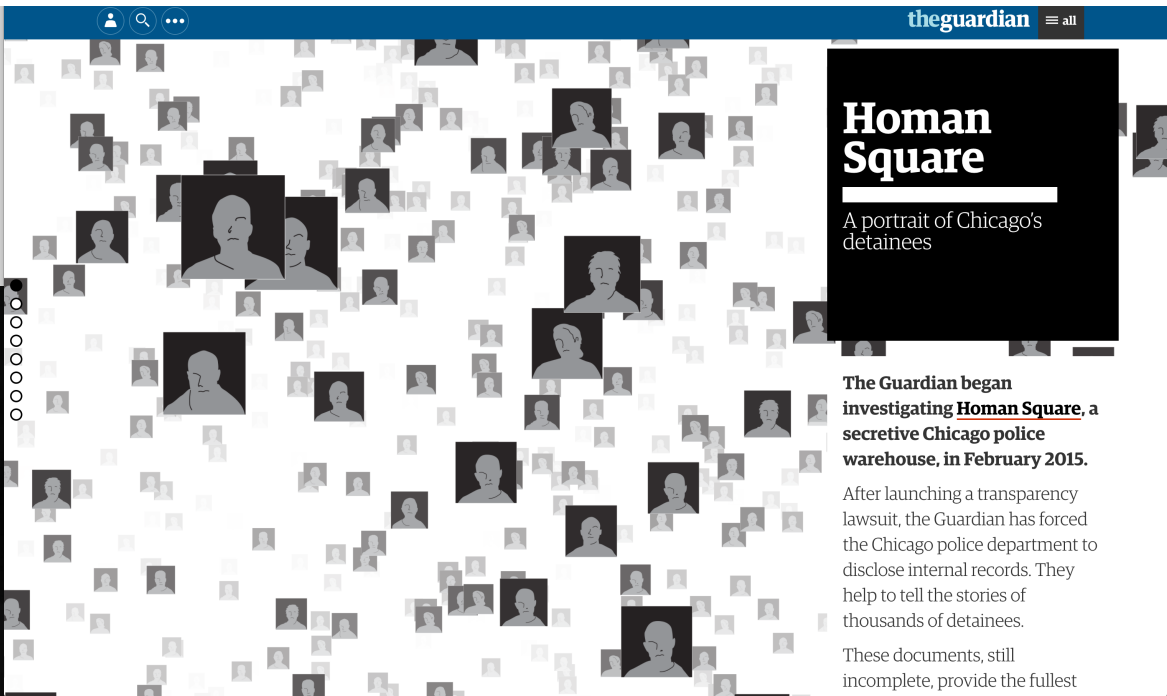 theguardian
all
Homan
Square
A portrait of Chicago's
detainees
The Guardian began
investigating Homan Square, a
secretive Chicago police
warehouse, in February 2015.
After launching a transparency
lawsuit, the Guardian has forced
the Chicago police department to
disclose internal records. They
help to tell the stories of
thousands of detainees.
These documents, still
incomplete, provide the fullest